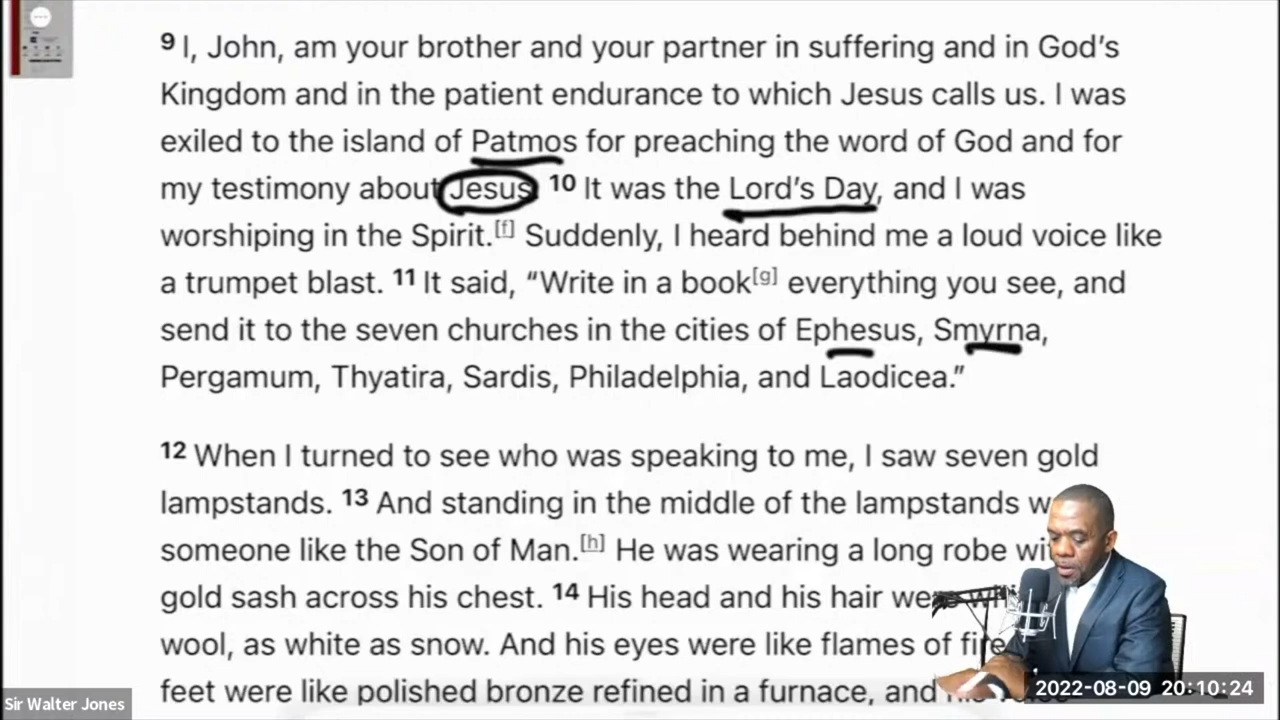 9 I, John, am your brother and your partner in suffering and in God’s
Kingdom and in the patient endurance to which Jesus calls us. I was
exiled to the island of Patmos for preaching the word of God and for
my testimony about Jesus. 10 It was the Lord’s Day, and I was
worshiping in the Spirit.[f] Suddenly, I heard behind me a loud voice like
a trumpet blast. 11 It said, “Write in a book[g] everything you see, and
send it to the seven churches in the cities of Ephesus, Smyrna,
Pergamum, Thyatira, Sardis, Philadelphia, and Laodicea.”
12 When I turned to see who was speaking to me, I saw seven gold
lampstands. 13 And standing in the middle of the lampstands
someone like the Son of Man.[h] He was wearing a long robe
gold sash across his chest. 14 His head and his hair were
wool, as white as snow. And his eyes were like flames of
feet were like polished bronze refined in a furnace, and
Sir Walter Jones
2022-08-09 20:10:24